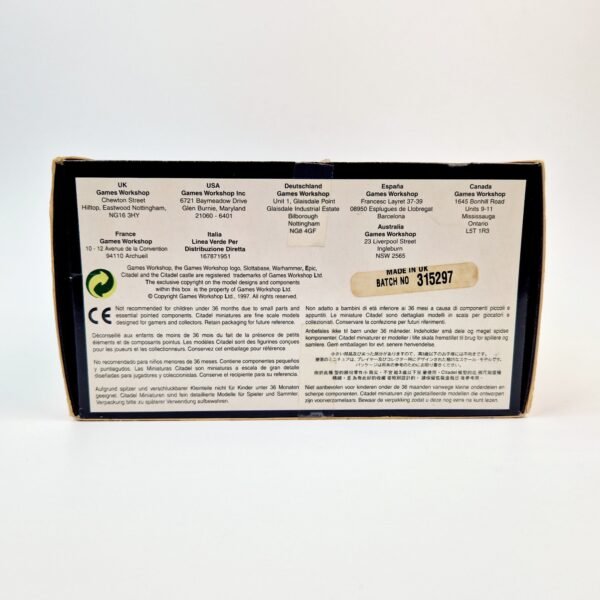 UK
Games Workshop
Chewton Street
Hilltop, Eastwood Nottingham,
NG16 3HY
USA
Games Workshop Inc
6721 Baymeadow Drive
Glen Burnie, Maryland
21060 - 6401
Deutschland
Games Workshop
Unit 1, Glaisdale Point
Glaisdale Industrial Estate
Bilborough
Nottingham
NG8 4GF
España
Games Workshop
Francesc Layret 37-39
08950 Esplugues de Llobregat
Barcelona
Canada
Games Workshop
1645 Bonhill Road
Units 9-11
Mississauga
Ontario
L5T 1R3
France
Games Workshop
10 - 12 Avenue de la Convention
94110 Archueil
Italia
Linea Verde Per
Distribuzione Diretta
167871951
Australia
Games Workshop
23 Liverpool Street
Ingleburn
NSW 2565
Games Workshop, the Games Workshop logo, Slottabase, Warhammer, Epic,
Citadel and the Citadel castle are registered trademarks of Games Workshop Ltd.
The exclusive copyright on the model designs and components
within this box is the property of Games Workshop Ltd.
© Copyright Games Workshop Ltd., 1997. All rights reserved.
MADE IN UK
BATCH NO 315297
CE
Not recommended for children under 36 months due to small parts and
essential pointed components. Citadel miniatures are fine scale models
designed for gamers and collectors. Retain packaging for future reference.
Déconseillé aux enfants de moins de 36 mois du fait de la présence de petits
éléments et de composants pointus. Les modèles Citadel sont des figurines conçues
pour les joueurs et les collectionneurs. Conservez cet emballage pour référence.
No recomendado para niños menores de 36 meses. Contiene componentes pequeños
y puntiagudos. Las Miniaturas Citadel son modelos a escala de gran detalle
diseñadas para jugadores y coleccionistas. Conserve el recipiente para su referencia.
Aufgrund spitzer und verschluckbarer Kleinteile nicht für Kinder unter 36 Monaten
geeignet. Citadel Miniaturen sind fein detaillierte Modelle für Spieler und Sammler.
Verpackung bitte zu späterer Verwendung aufbewahren.
Non adatto a bambini di età inferiore ai 36 mesi a causa di componenti piccoli e
appuntiti. Le miniature Citadel sono dettagliati modelli in scala per giocatori e
collezionisti. Conservare la confezione per futuri riferimenti.
Anbefales ikke til børn under 36 måneder. Indeholder små dele og meget spidse
komponenter. Citadel miniaturer er modeller i skala fremstillet til brug for spillere og
samlere. Gem emballagen for evt. senere henvendelse.
Niet aanbevolen voor kinderen onder de 36 maanden vanwege kleine onderdelen en
scherpe componenten. Citadel miniaturen zijn gedetailleerde modellen die ontworpen
zijn voor verzamelaars. Bewaar de verpakking zodat u deze nog eens kunt nalezen.